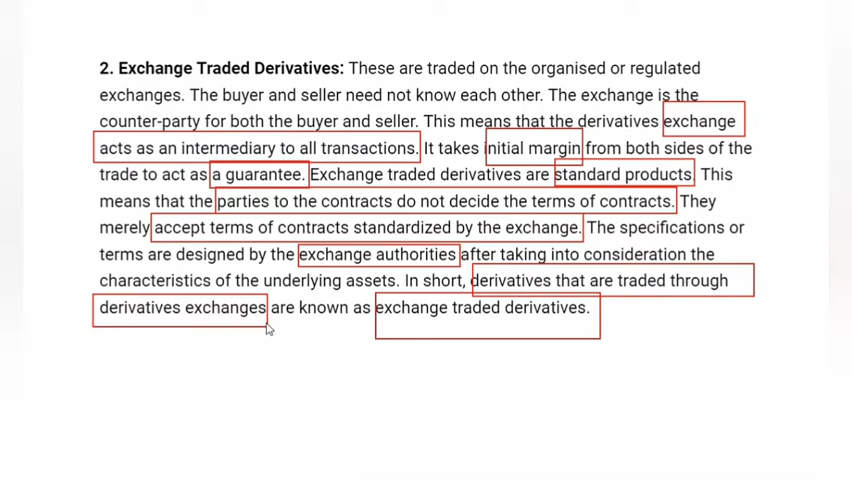 2. Exchange Traded Derivatives: These are traded on the organised or regulated
exchanges. The buyer and seller need not know each other. The exchange is the
counter-party for both the buyer and seller. This means that the derivatives exchange
acts as an intermediary to all transactions. It takes initial margin from both sides of the
trade to act as a guarantee. Exchange traded derivatives are standard products. This
means that the parties to the contracts do not decide the terms of contracts. They
merely accept terms of contracts standardized by the exchange. The specifications or
terms are designed by the exchange authorities after taking into consideration the
characteristics of the underlying assets. In short, derivatives that are traded through
derivatives exchanges are known as exchange traded derivatives.